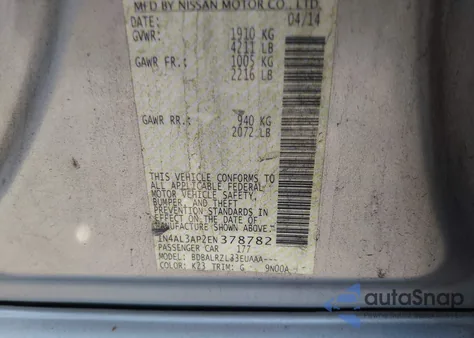 MFD BY NISSAN MOTOR CO., LTD.
DATE: 04/14
GVWR: 1910 KG
4211 LB
GAWR FR.: 1005 KG
2216 LB
GAWR RR.: 940 KG
2072 LB
THIS VEHICLE CONFORMS TO
ALL APPLICABLE FEDERAL
MOTOR VEHICLE SAFETY,
BUMPER, AND THEFT
PREVENTION STANDARDS IN
EFFECT ON THE DATE OF
MANUFACTURE SHOWN ABOVE.
1N4AL3AP2EN378782
PASSENGER CAR 177
MODEL: BDBALRZL33EUAAA---
COLOR: K23 TRIM: G 9N00A
autoSnap